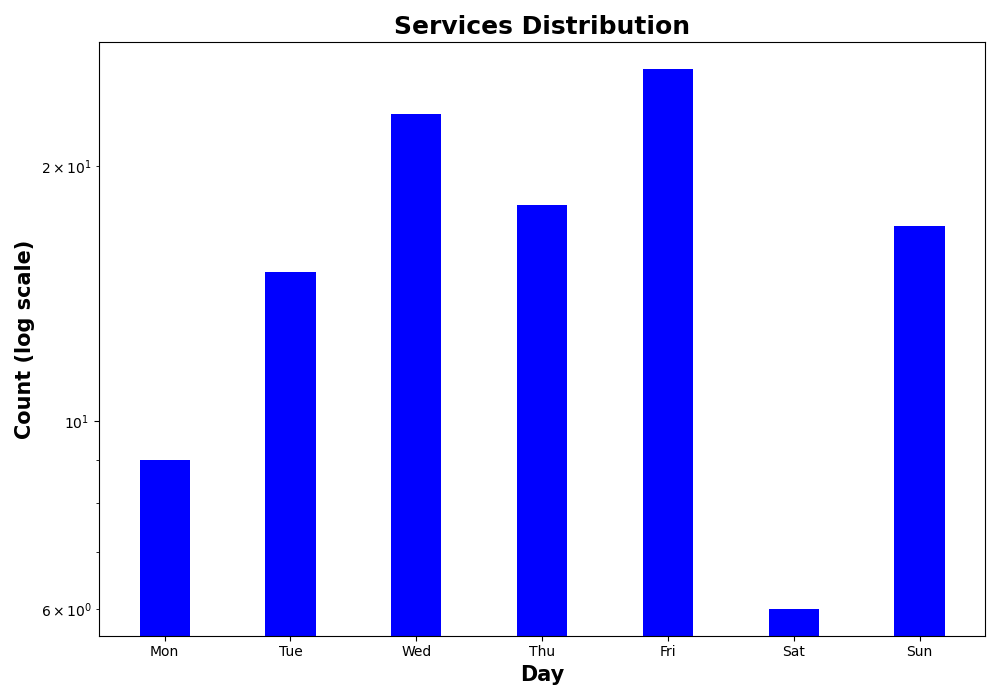 Services Distribution
Count (log scale)
2 × 10¹
10¹
6 × 10⁰
Mon Tue Wed Thu Fri Sat Sun
Day